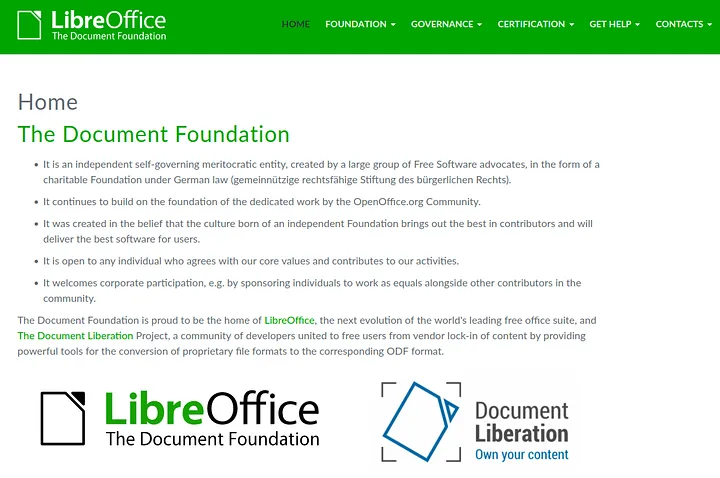 LibreOffice
The Document Foundation
HOME FOUNDATION GOVERNANCE CERTIFICATION GET HELP CONTACTS
Home
The Document Foundation
• It is an independent self-governing meritocratic entity, created by a large group of Free Software advocates, in the form of a
charitable Foundation under German law (gemeinnützige rechtsfähige Stiftung des bürgerlichen Rechts).
• It continues to build on the foundation of the dedicated work by the OpenOffice.org Community.
• It was created in the belief that the culture born of an independent Foundation brings out the best in contributors and will
deliver the best software for users.
• It is open to any individual who agrees with our core values and contributes to our activities.
• It welcomes corporate participation, e.g. by sponsoring individuals to work as equals alongside other contributors in the
community.
The Document Foundation is proud to be the home of LibreOffice, the next evolution of the world's leading free office suite, and
The Document Liberation Project, a community of developers united to free users from vendor lock-in of content by providing
powerful tools for the conversion of proprietary file formats to the corresponding ODF format.
LibreOffice
The Document Foundation
Document
Liberation
Own your content